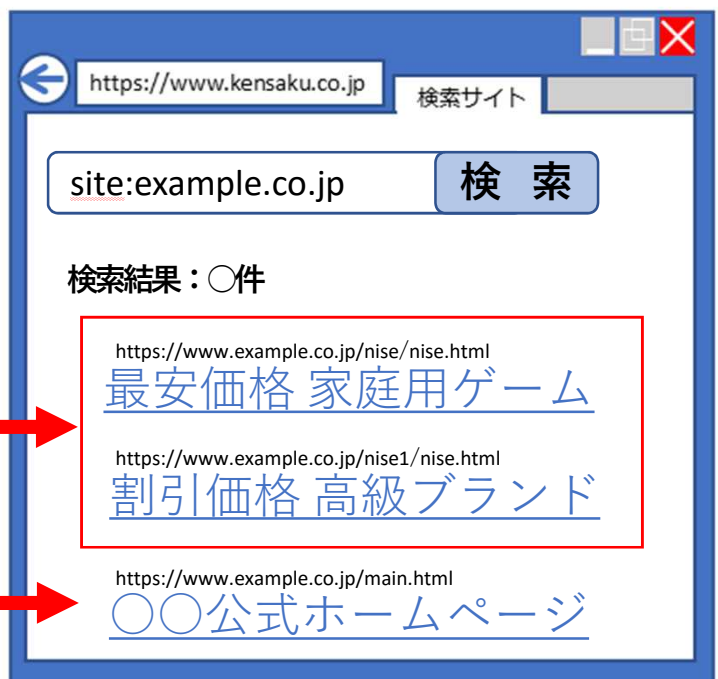 https://www.kensaku.co.jp
検索サイト
site:example.co.jp
検 索
検索結果：○件
https://www.example.co.jp/nise/nise.html
最安価格 家庭用ゲーム
https://www.example.co.jp/nise1/nise.html
割引価格 高級ブランド
https://www.example.co.jp/main.html
○○公式ホームページ